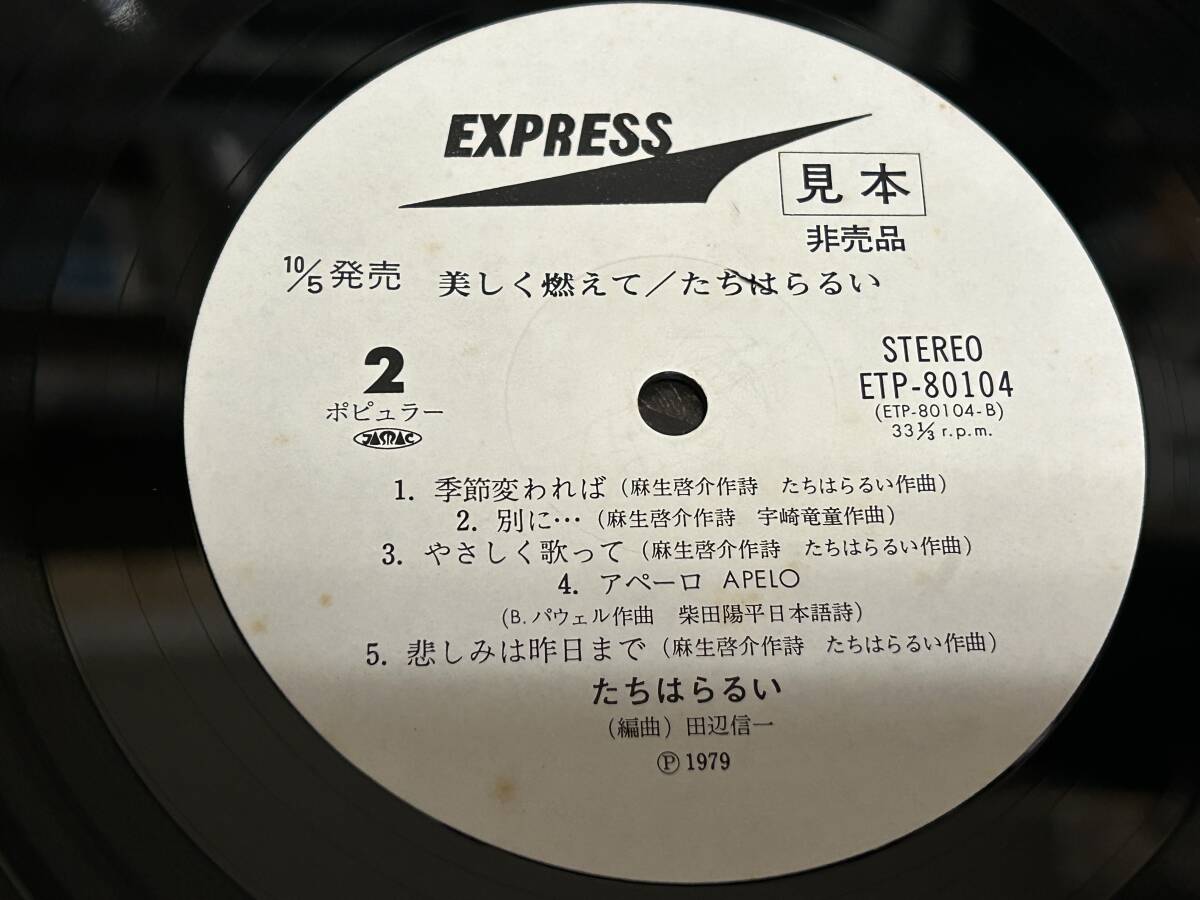 EXPRESS
見本
非売品
10/5発売 美しく燃えて／たちはらるい
2
ポピュラー
JASRAC
STEREO
ETP-80104
(ETP-80104-B)
33 1/3 r.p.m.
1. 季節変われば（麻生啓介作詩 たちはらるい作曲）
2. 別に…（麻生啓介作詩 宇崎竜童作曲）
3. やさしく歌って（麻生啓介作詩 たちはらるい作曲）
4. アペーロ APELO
（B. パウェル作曲 柴田陽平日本語詩）
5. 悲しみは昨日まで（麻生啓介作詩 たちはらるい作曲）
たちはらるい
（編曲）田辺信一
Ⓟ 1979